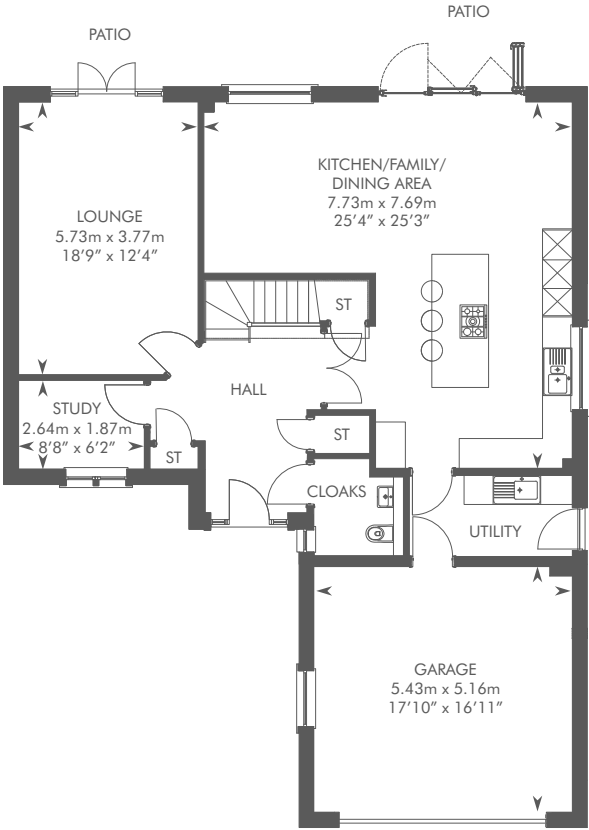 PATIO
PATIO
KITCHEN/FAMILY/
DINING AREA
7.73m x 7.69m
25’4” x 25’3”
LOUNGE
5.73m x 3.77m
18’9” x 12’4”
ST
HALL
STUDY
2.64m x 1.87m
8’8” x 6’2”
ST
ST
CLOAKS
UTILITY
GARAGE
5.43m x 5.16m
17’10” x 16’11”